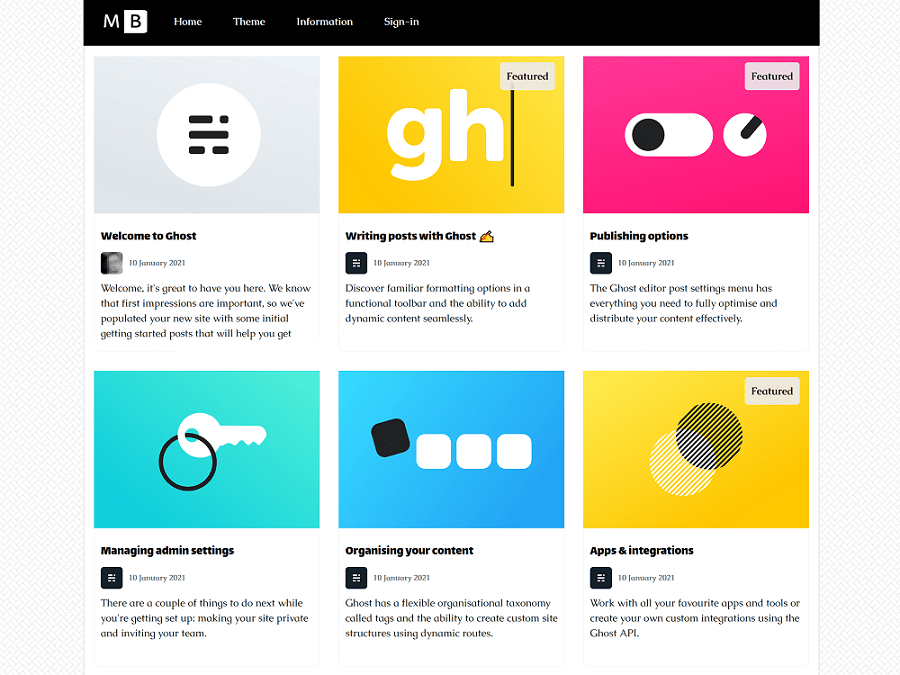 MB Home Theme Information Sign-in
Featured
Featured
gh
Welcome to Ghost
10 January 2021
Welcome, it's great to have you here. We know
that first impressions are important, so we've
populated your new site with some initial
getting started posts that will help you get
Writing posts with Ghost ✍
10 January 2021
Discover familiar formatting options in a
functional toolbar and the ability to add
dynamic content seamlessly.
Publishing options
10 January 2021
The Ghost editor post settings menu has
everything you need to fully optimise and
distribute your content effectively.
Featured
Managing admin settings
10 January 2021
There are a couple of things to do next while
you're getting set up: making your site private
and inviting your team.
Organising your content
10 January 2021
Ghost has a flexible organisational taxonomy
called tags and the ability to create custom site
structures using dynamic routes.
Apps & integrations
10 January 2021
Work with all your favourite apps and tools or
create your own custom integrations using the
Ghost API.